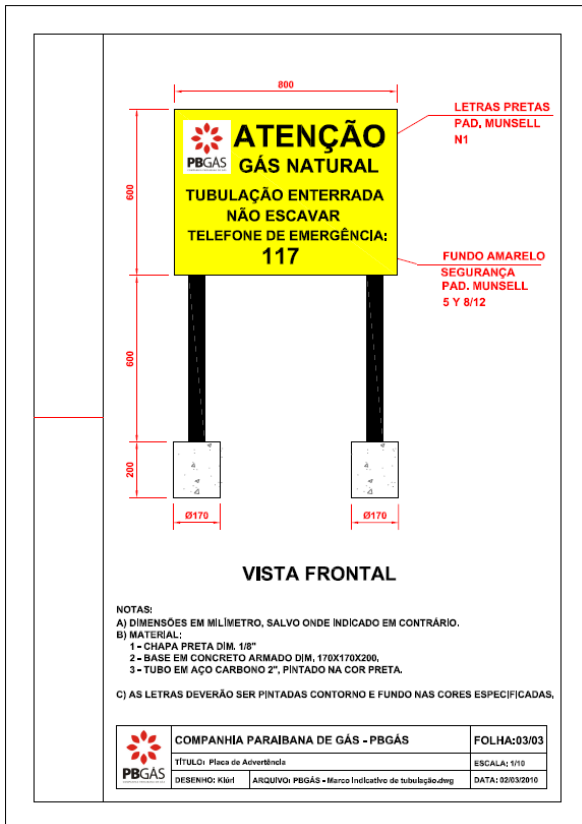 800
LETRAS PRETAS
PAD. MUNSELL
N1
PBGÁS
ATENÇÃO
GÁS NATURAL
600
TUBULAÇÃO ENTERRADA
NÃO ESCAVAR
TELEFONE DE EMERGÊNCIA:
117
FUNDO AMARELO
SEGURANÇA
PAD. MUNSELL
5 Y 8/12
600
200
Ø170
Ø170
VISTA FRONTAL
NOTAS:
A) DIMENSÕES EM MILÍMETRO, SALVO ONDE INDICADO EM CONTRÁRIO.
B) MATERIAL:
1 - CHAPA PRETA DIM. 1/8"
2 - BASE EM CONCRETO ARMADO DIM, 170X170X200,
3 - TUBO EM AÇO CARBONO 2", PINTADO NA COR PRETA.
C) AS LETRAS DEVERÃO SER PINTADAS CONTORNO E FUNDO NAS CORES ESPECIFICADAS,
PBGÁS
COMPANHIA PARAIBANA DE GÁS - PBGÁS
FOLHA:03/03
TÍTULO: Placa de Advertência
ESCALA: 1/10
DESENHO: Kiúri
ARQUIVO: PBGÁS - Marco Indicativo de tubulação.dwg
DATA: 02/03/2010